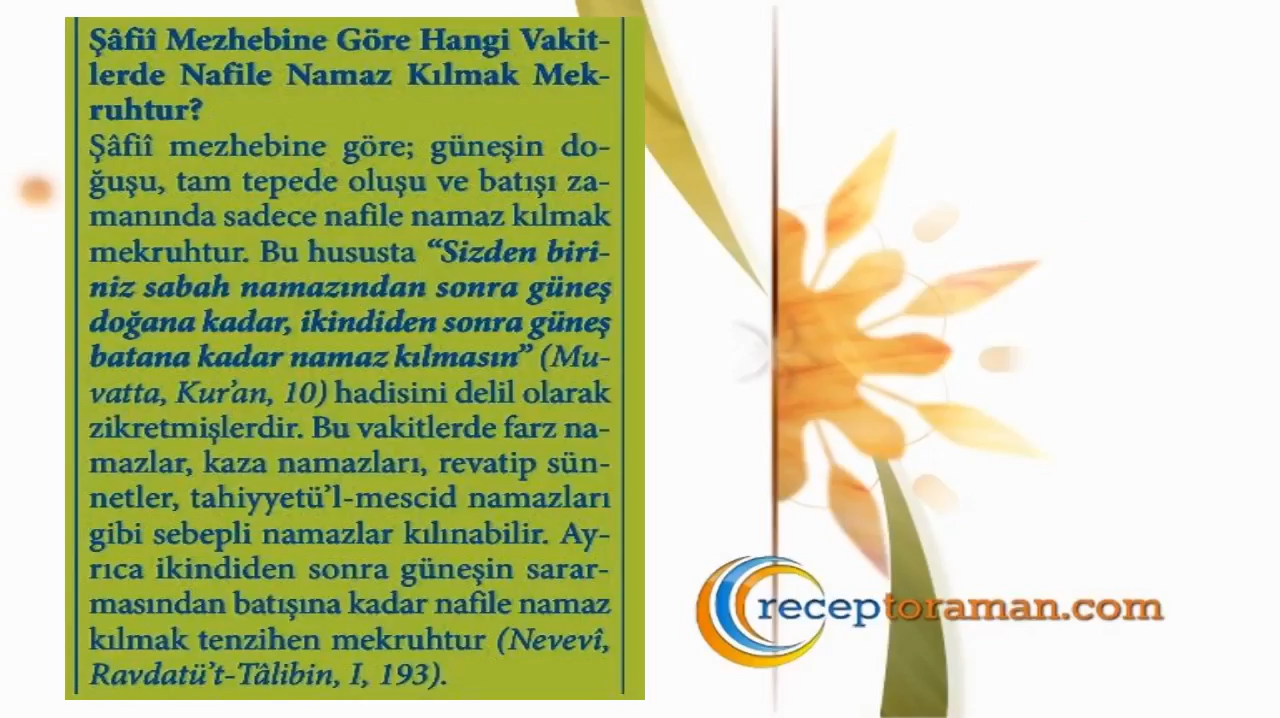 Şâfiî Mezhebine Göre Hangi Vakit-
lerde Nafile Namaz Kılmak Mek-
ruhtur?
Şâfiî mezhebine göre; güneşin do-
ğuşu, tam tepede oluşu ve batışı za-
manında sadece nafile namaz kılmak
mekruhtur. Bu hususta “Sizden biri-
niz sabah namazından sonra güneş
doğana kadar, ikindiden sonra güneş
batana kadar namaz kılmasın” (Mu-
vatta, Kur’an, 10) hadisini delil olarak
zikretmişlerdir. Bu vakitlerde farz na-
mazlar, kaza namazları, revatip sün-
netler, tahiyyetü’l-mescid namazları
gibi sebepli namazlar kılınabilir. Ay-
rıca ikindiden sonra güneşin sarar-
masından batışına kadar nafile namaz
kılmak tenzihen mekruhtur (Nevevî,
Ravdatü’t-Tâlibin, I, 193).
receptoraman.com